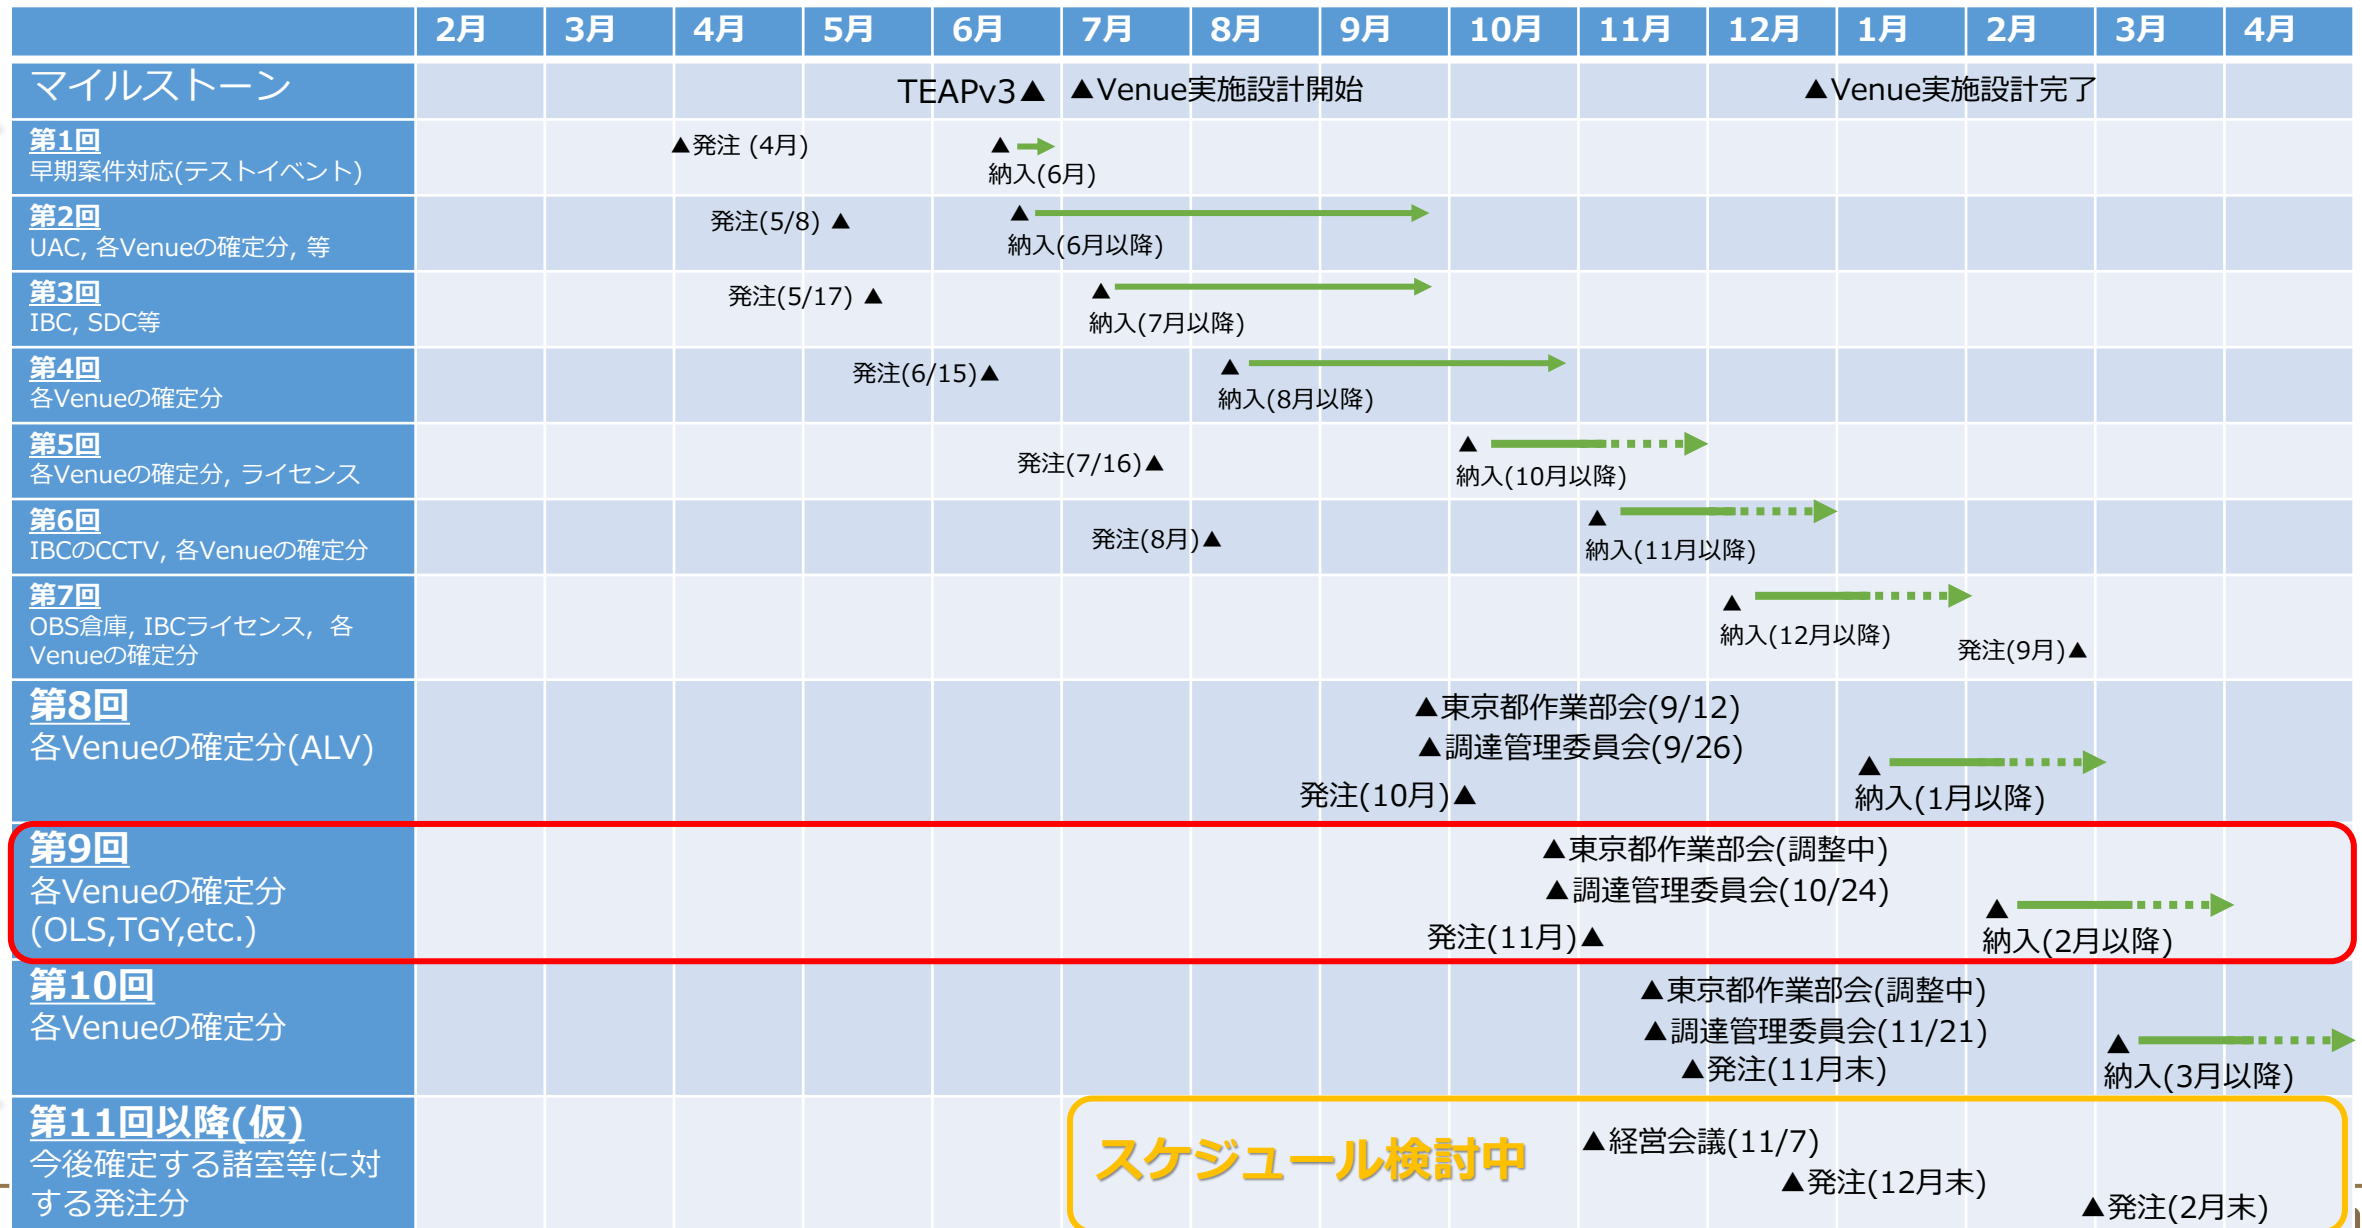 2月 3月 4月 5月 6月 7月 8月 9月 10月 11月 12月 1月 2月 3月 4月
マイルストーン TEAPv3▲ ▲Venue実施設計開始 ▲Venue実施設計完了
第1回
早期案件対応(テストイベント)
▲発注 (4月) ▲
納入(6月)
第2回
UAC, 各Venueの確定分, 等
発注(5/8) ▲ ▲
納入(6月以降)
第3回
IBC, SDC等
発注(5/17) ▲ ▲
納入(7月以降)
第4回
各Venueの確定分
発注(6/15)▲ ▲
納入(8月以降)
第5回
各Venueの確定分, ライセンス
発注(7/16)▲ ▲
納入(10月以降)
第6回
IBCのCCTV, 各Venueの確定分
発注(8月)▲ ▲
納入(11月以降)
第7回
OBS倉庫, IBCライセンス, 各
Venueの確定分
▲
納入(12月以降)
発注(9月)▲
第8回
各Venueの確定分(ALV)
▲東京都作業部会(9/12)
▲調達管理委員会(9/26)
発注(10月)▲ ▲
納入(1月以降)
第9回
各Venueの確定分
(OLS,TGY,etc.)
▲東京都作業部会(調整中)
▲調達管理委員会(10/24)
発注(11月)▲ ▲
納入(2月以降)
第10回
各Venueの確定分
▲東京都作業部会(調整中)
▲調達管理委員会(11/21)
▲発注(11月末) ▲
納入(3月以降)
第11回以降(仮)
今後確定する諸室等に対
する発注分
スケジュール検討中
▲経営会議(11/7)
▲発注(12月末)
▲発注(2月末)